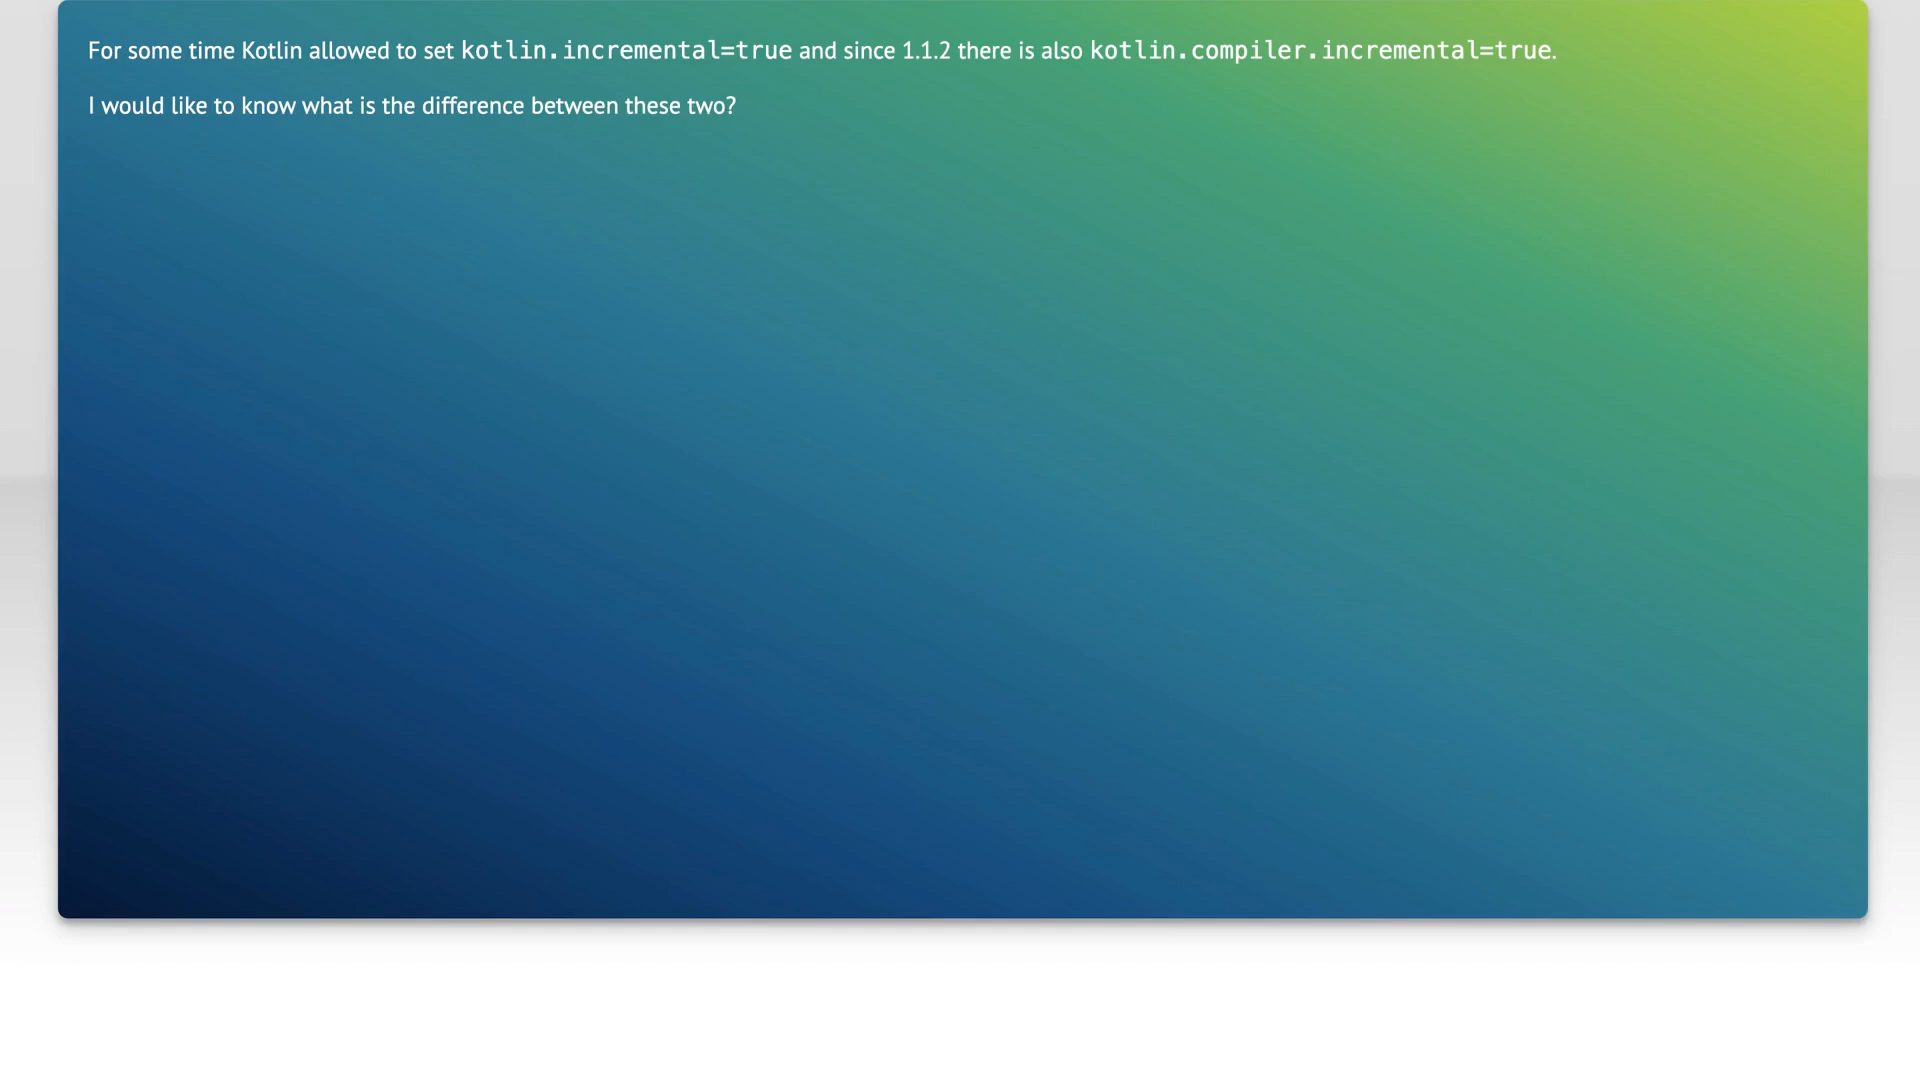 For some time Kotlin allowed to set kotlin.incremental=true and since 1.1.2 there is also kotlin.compiler.incremental=true.
I would like to know what is the difference between these two?